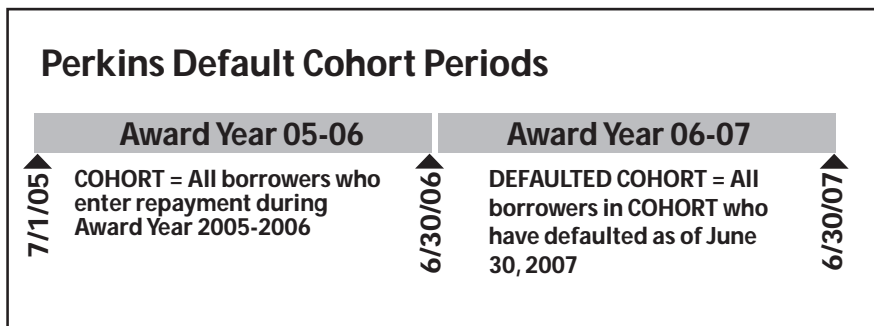 Perkins Default Cohort Periods
Award Year 05-06
Award Year 06-07
7/1/05
COHORT = All borrowers who
enter repayment during
Award Year 2005-2006
6/30/06
DEFAULTED COHORT = All
borrowers in COHORT who
have defaulted as of June
30, 2007
6/30/07